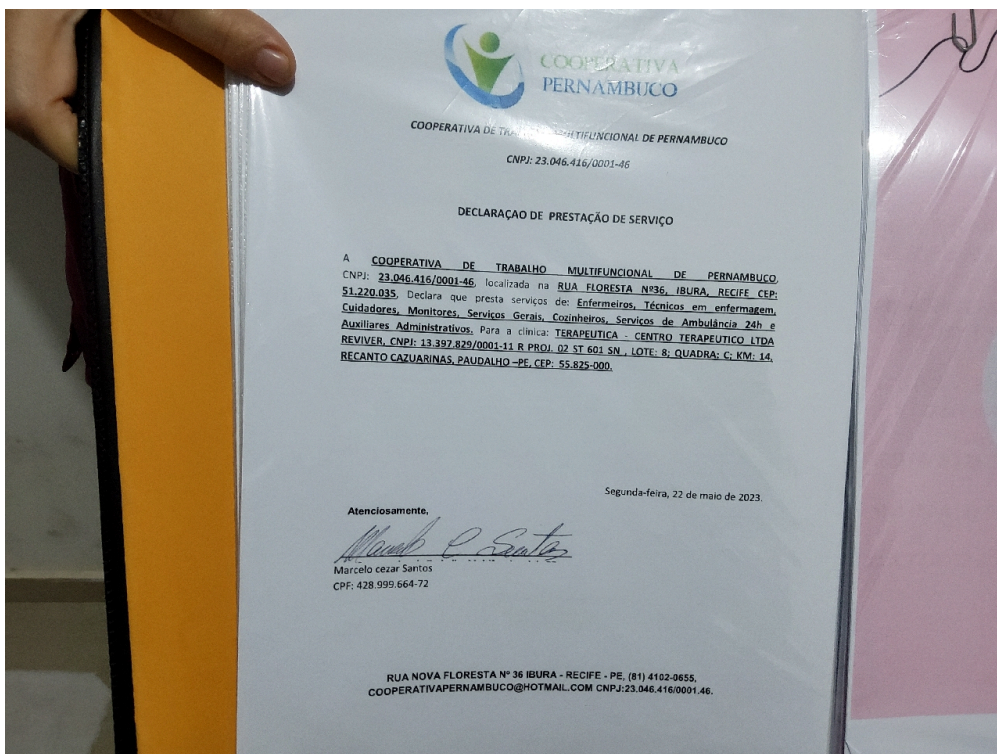 COOPERATIVA
PERNAMBUCO
COOPERATIVA DE TRABALHO MULTIFUNCIONAL DE PERNAMBUCO
CNPJ: 23.046.416/0001-46
DECLARAÇAO DE PRESTAÇÃO DE SERVIÇO
A COOPERATIVA DE TRABALHO MULTIFUNCIONAL DE PERNAMBUCO,
CNPJ: 23.046.416/0001-46, localizada na RUA FLORESTA Nº36, IBURA, RECIFE CEP:
51.220.035, Declara que presta serviços de: Enfermeiros, Técnicos em enfermagem,
Cuidadores, Monitores, Serviços Gerais, Cozinheiros, Serviços de Ambulância 24h e
Auxiliares Administrativos. Para a clinica: TERAPEUTICA - CENTRO TERAPEUTICO LTDA
REVIVER, CNPJ: 13.397.829/0001-11 R PROJ. 02 ST 601 SN , LOTE: 8; QUADRA; C; KM: 14,
RECANTO CAZUARINAS, PAUDALHO –PE, CEP: 55.825-000.
Segunda-feira, 22 de maio de 2023.
Atenciosamente,
Marcelo C Santos
Marcelo cezar Santos
CPF: 428.999.664-72
RUA NOVA FLORESTA Nº 36 IBURA - RECIFE - PE, (81) 4102-0655,
COOPERATIVAPERNAMBUCO@HOTMAIL.COM CNPJ:23.046.416/0001.46.